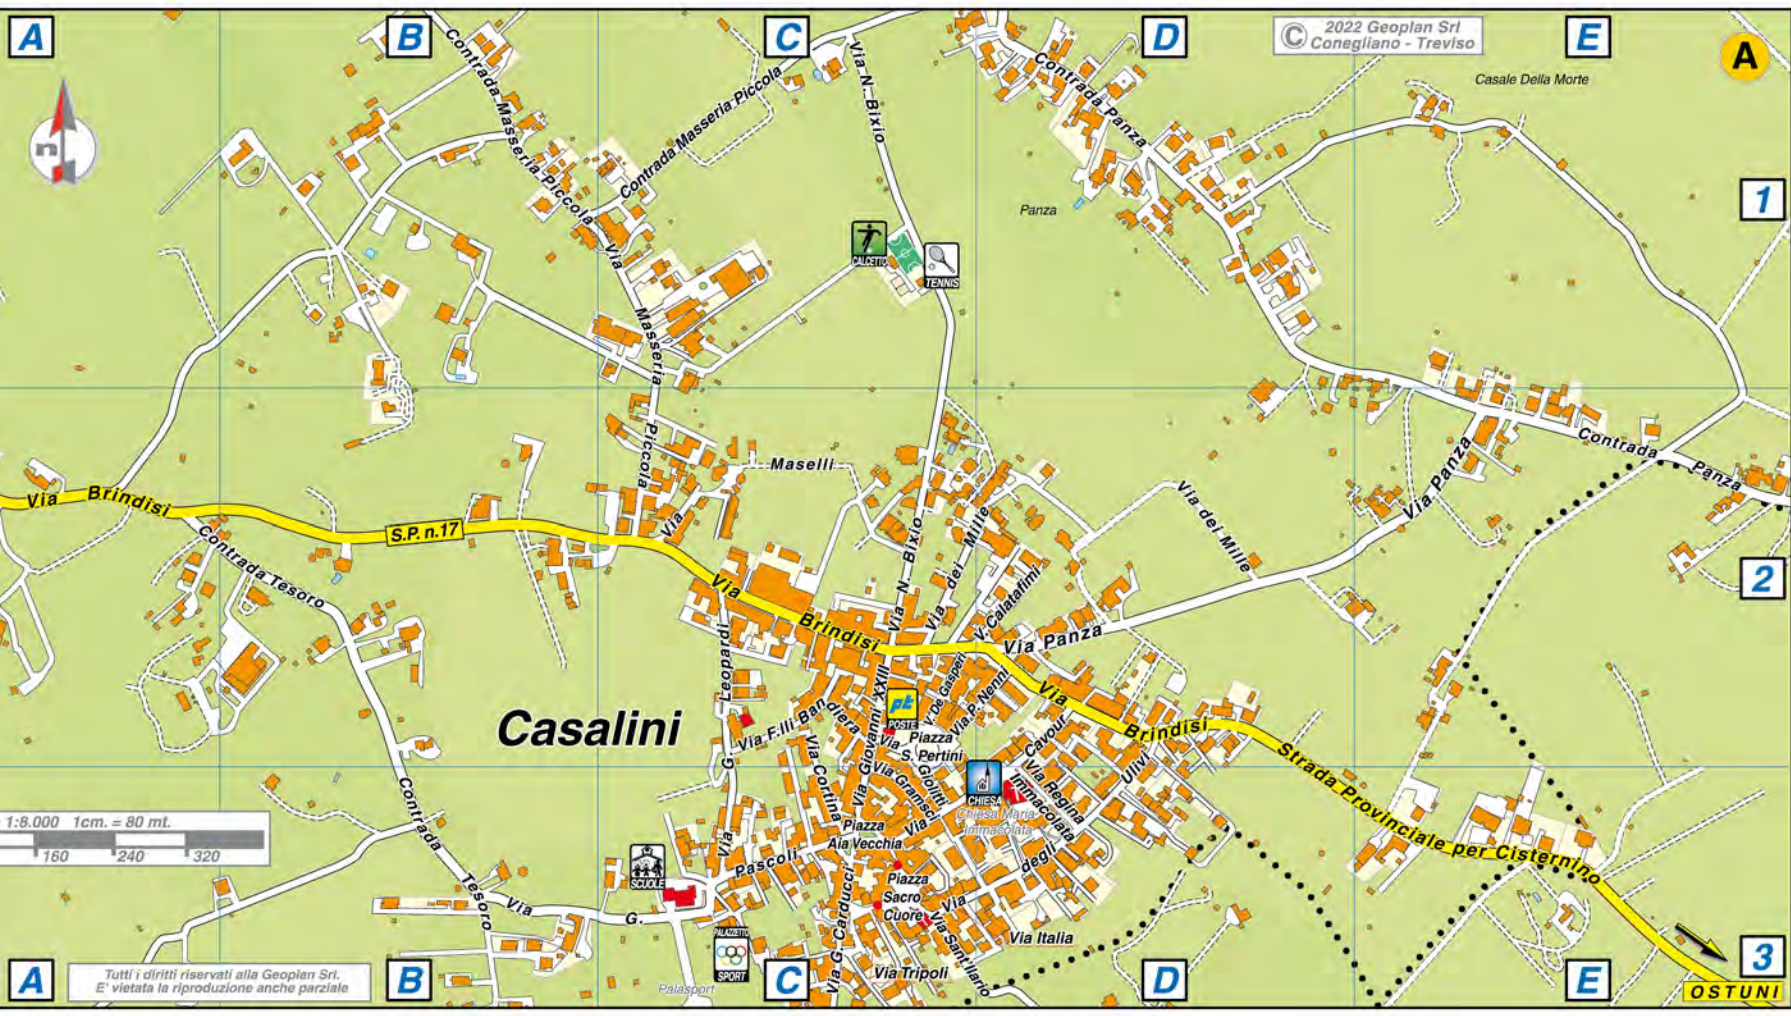 A
B
C
D
E
A
© 2022 Geoplan Srl
Conegliano - Treviso
Casale Della Morte
Contrada Masseria Piccola
Contrada Masseria Piccola
Via N. Bixio
Contrada Panza
n
1
Panza
CALCETTO
TENNIS
Via Masseria Piccola
Maselli
Via
Contrada Panza
Via Panza
Via Brindisi
S.P. n.17
Contrada Tesoro
Via dei Mille
Via N. Bixio
Via dei Mille
V. Calatafimi
2
Via Brindisi
Via Panza
Via G. Leopardi
Casalini
Via F.lli Bandiera
Via Giovanni XXIII
pt
POSTE
V. De Gasperi
Via P. Nenni
Via Brindisi
Via
Piazza
S. Pertini
Cavour
Ulivi
Strada Provinciale per Cisternino
Via Cortina
Via Gramsci
Giolitti
CHIESA
Chiesa Maria
Immacolata
Via Regina
Immacolata
1:8.000 1cm. = 80 mt.
160 240 320
Contrada Tesoro
Piazza
Aia Vecchia
Via
Pascoli
SCUOLE
Via G.
Piazza
Sacro
Cuore
Via degli
Via G. Carducci
Via Sant'Ilario
Via Italia
PALAZZETTO
SPORT
Palasport
Via Tripoli
3
OSTUNI
Tutti i diritti riservati alla Geoplan Srl.
E' vietata la riproduzione anche parziale
A
B
C
D
E